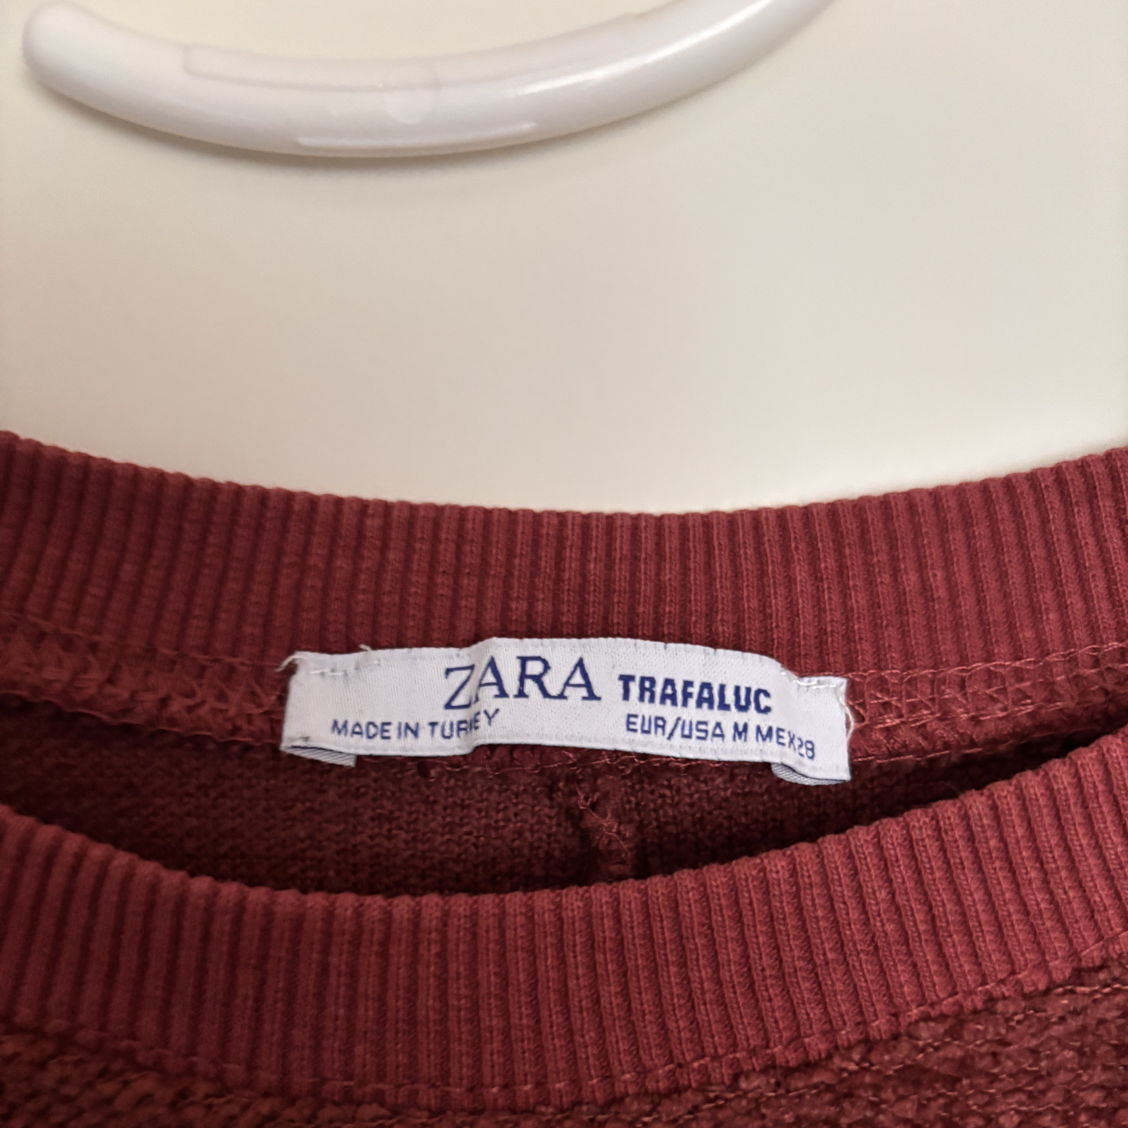 ZARA TRAFALUC
MADE IN TURKEY EUR/USA M MEX28